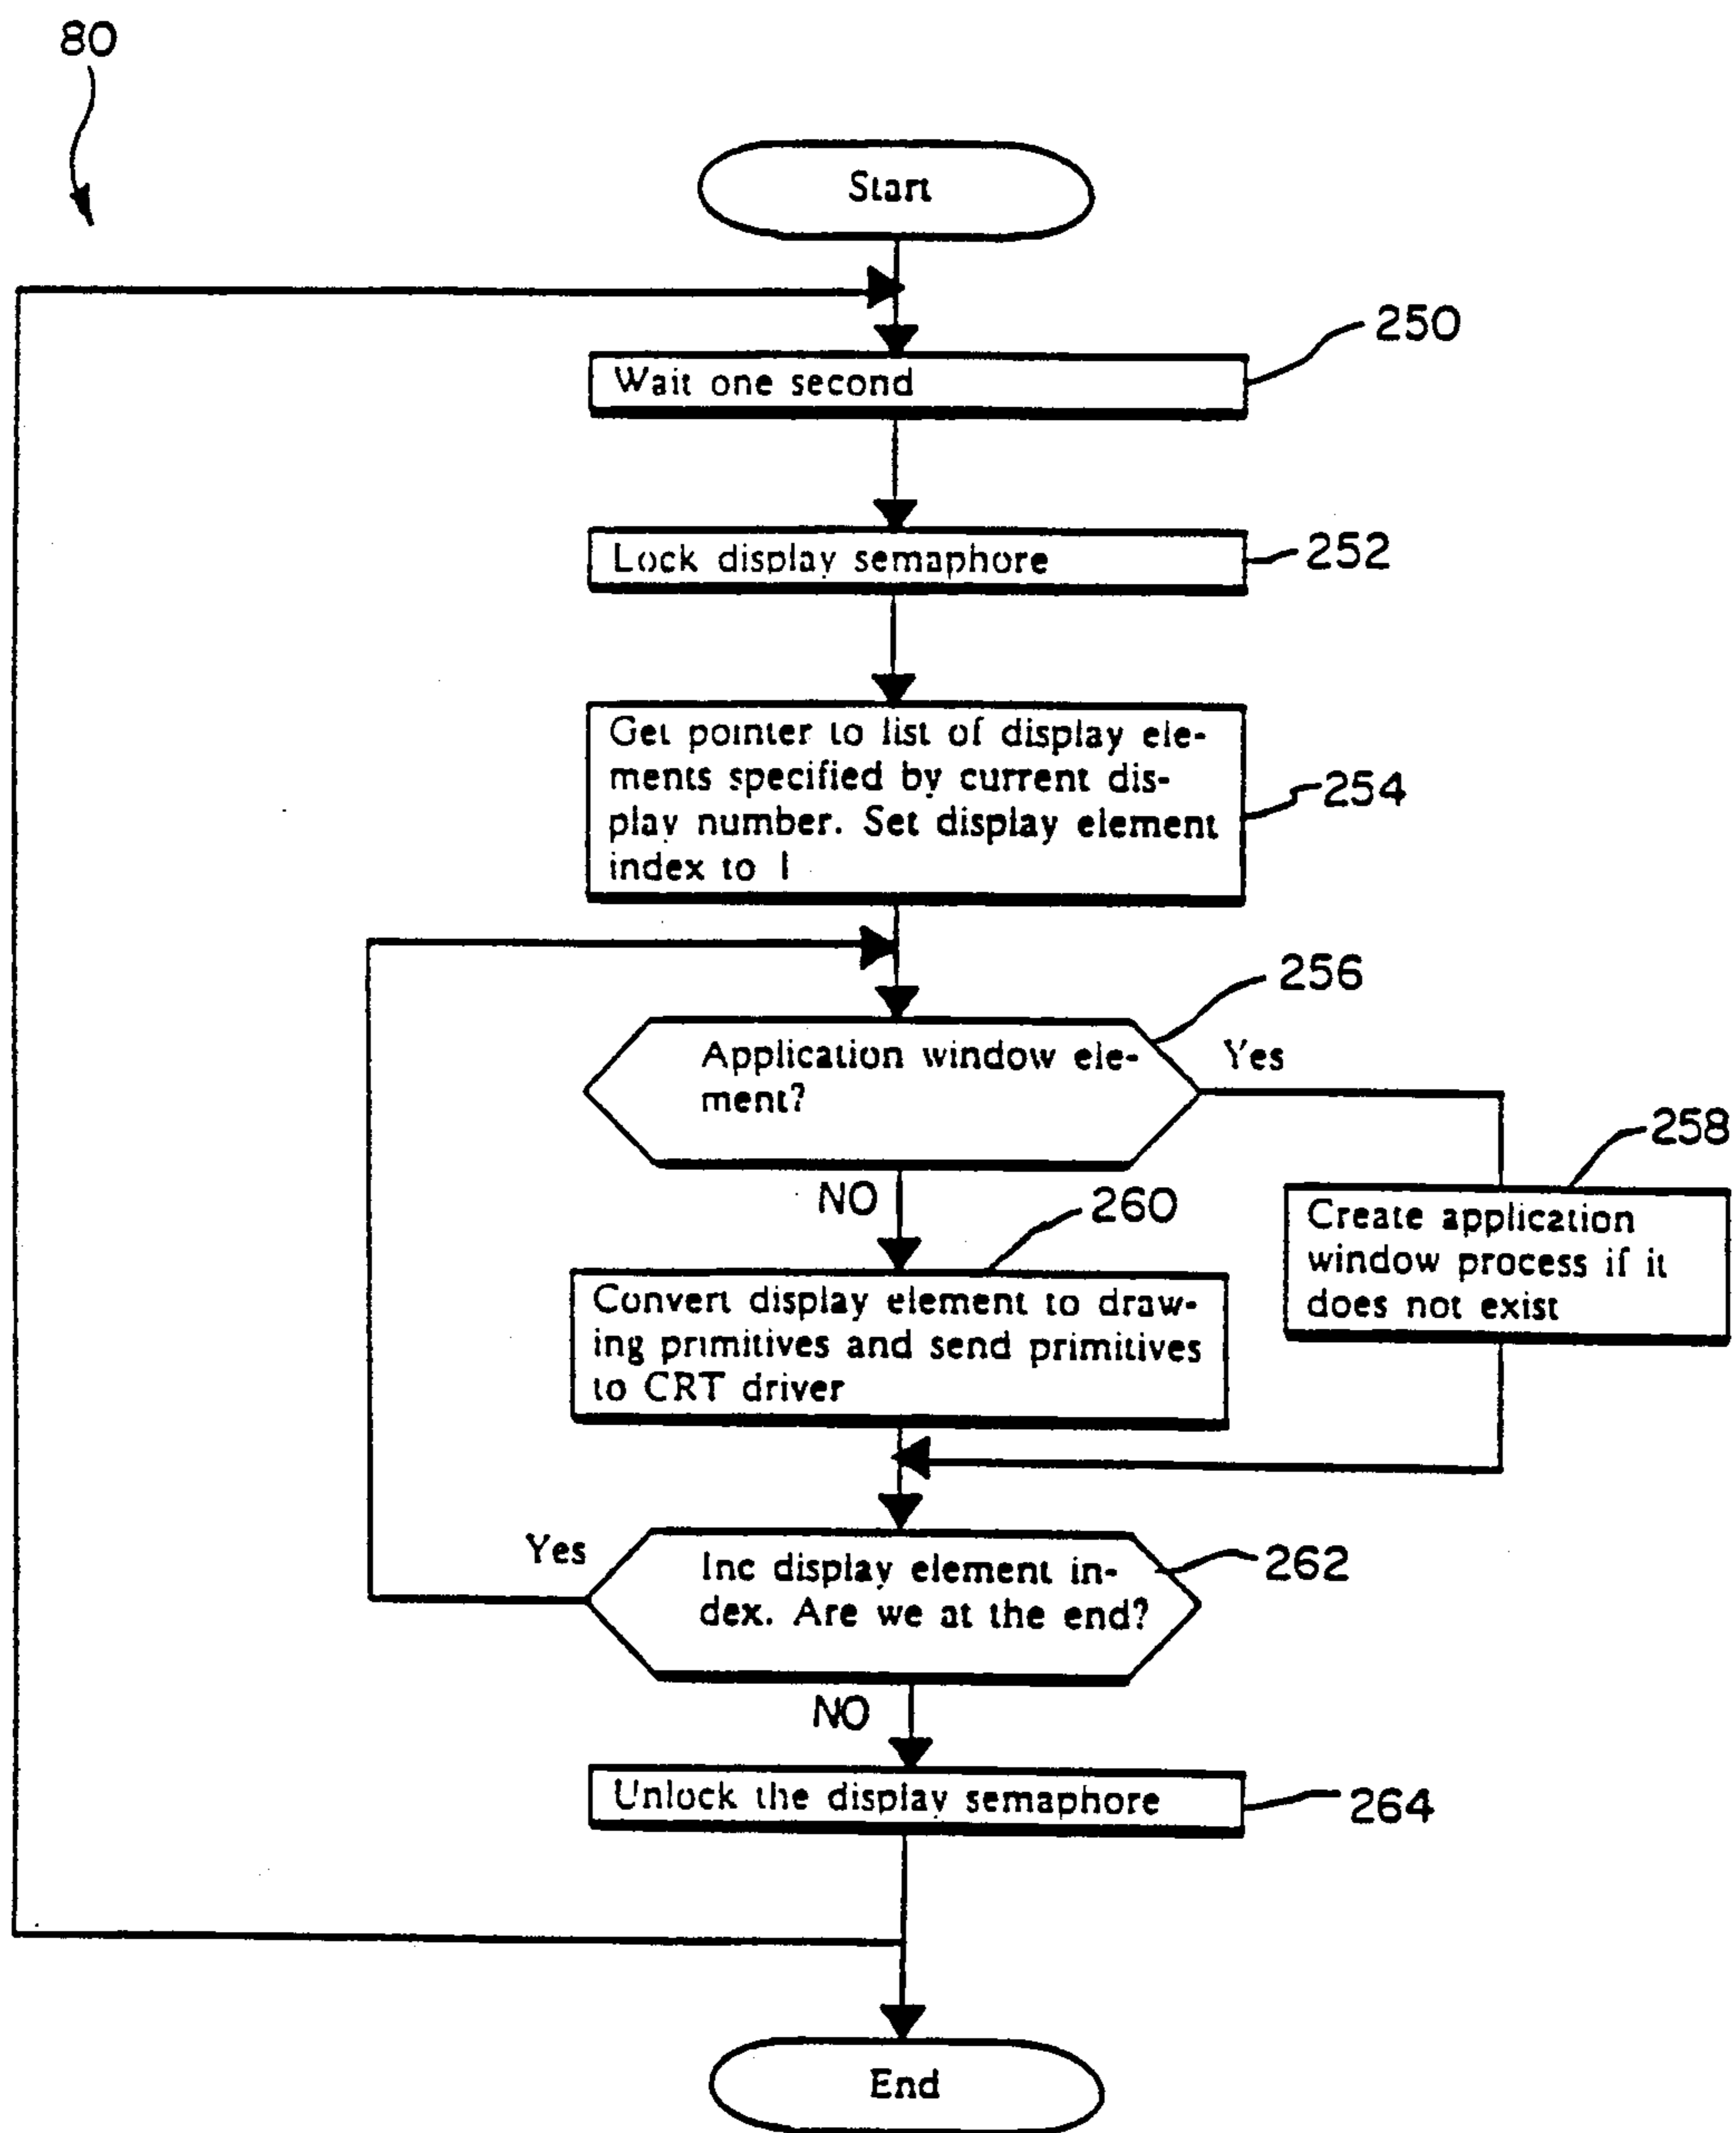 80
Start
250
Wait one second
Lock display semaphore
252
Get pointer to list of display ele-
ments specified by current dis-
play number. Set display element
index to 1
254
256
Application window ele-
ment?
Yes
258
NO
260
Create application
window process if it
does not exist
Convert display element to draw-
ing primitives and send primitives
to CRT driver
Yes
Inc display element in-
dex. Are we at the end?
262
NO
Unlock the display semaphore
264
End